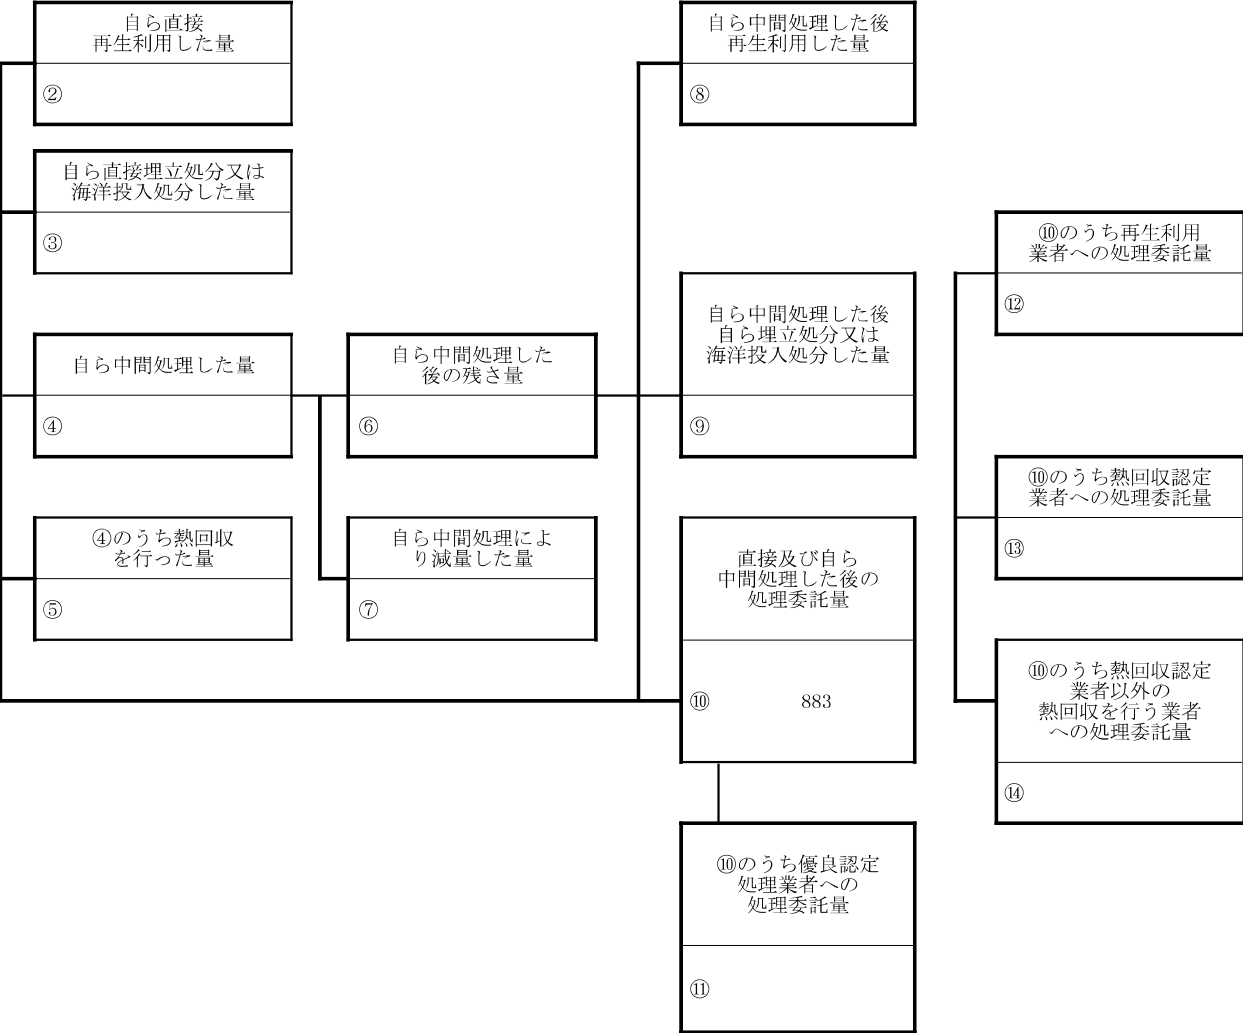 自ら直接
再生利用した量
②
自ら中間処理した後
再生利用した量
⑧
自ら直接埋立処分又は
海洋投入処分した量
③
⑩のうち再生利用
業者への処理委託量
⑫
自ら中間処理した量
④
自ら中間処理した
後の残さ量
⑥
自ら中間処理した後
自ら埋立処分又は
海洋投入処分した量
⑨
⑩のうち熱回収認定
業者への処理委託量
⑬
④のうち熱回収
を行った量
⑤
自ら中間処理によ
り減量した量
⑦
直接及び自ら
中間処理した後の
処理委託量
⑩ 883
⑩のうち熱回収認定
業者以外の
熱回収を行う業者
への処理委託量
⑭
⑩のうち優良認定
処理業者への
処理委託量
⑪